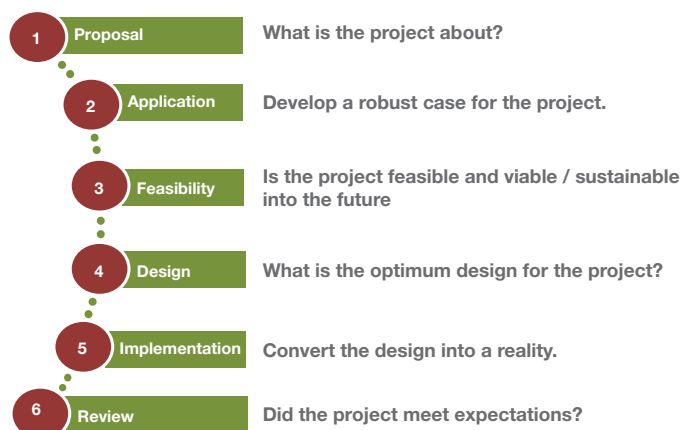 1 Proposal What is the project about?
2 Application Develop a robust case for the project.
3 Feasibility Is the project feasible and viable / sustainable
into the future
4 Design What is the optimum design for the project?
5 Implementation Convert the design into a reality.
6 Review Did the project meet expectations?